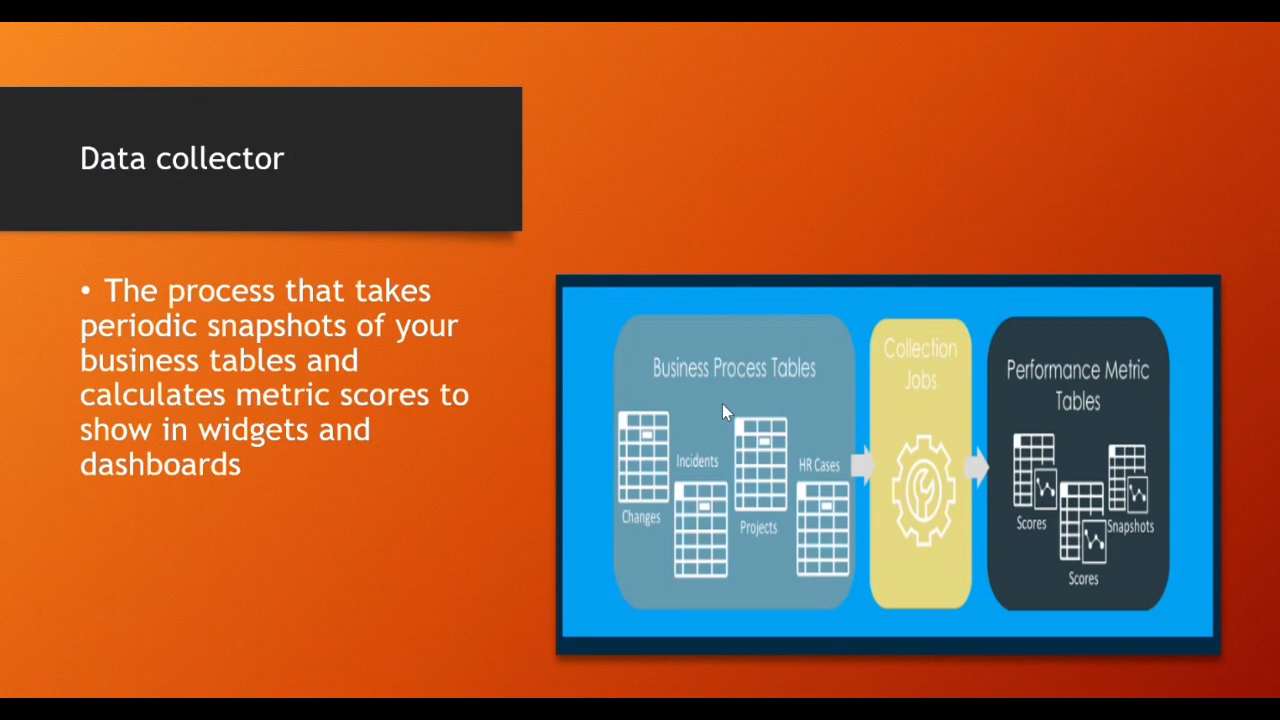 Data collector
• The process that takes
periodic snapshots of your
business tables and
calculates metric scores to
show in widgets and
dashboards
Business Process Tables
Changes
Incidents
Projects
HR Cases
Collection
Jobs
Performance Metric
Tables
Scores
Scores
Snapshots